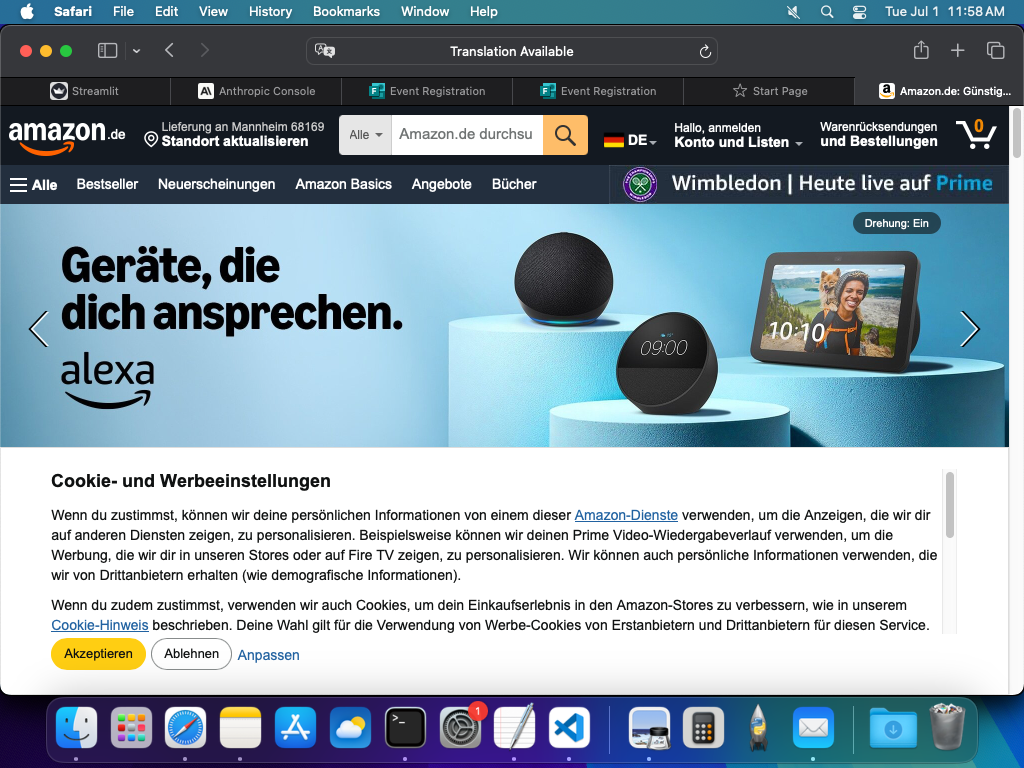 Safari File Edit View History Bookmarks Window Help Tue Jul 1 11:58 AM
Translation Available
Streamlit
Anthropic Console
Event Registration
Event Registration
Start Page
Amazon.de: Günstig...
amazon.de
Lieferung an Mannheim 68169
Standort aktualisieren
Alle
Amazon.de durchsu
DE
Hallo, anmelden
Konto und Listen
Warenrücksendungen
und Bestellungen
0
Alle Bestseller Neuerscheinungen Amazon Basics Angebote Bücher
Wimbledon | Heute live auf Prime
Drehung: Ein
Geräte, die
dich ansprechen.
alexa
09:00
10:10
Cookie- und Werbeeinstellungen
Wenn du zustimmst, können wir deine persönlichen Informationen von einem dieser Amazon-Dienste verwenden, um die Anzeigen, die wir dir
auf anderen Diensten zeigen, zu personalisieren. Beispielsweise können wir deinen Prime Video-Wiedergabeverlauf verwenden, um die
Werbung, die wir dir in unseren Stores oder auf Fire TV zeigen, zu personalisieren. Wir können auch persönliche Informationen verwenden, die
wir von Drittanbietern erhalten (wie demografische Informationen).
Wenn du zudem zustimmst, verwenden wir auch Cookies, um dein Einkaufserlebnis in den Amazon-Stores zu verbessern, wie in unserem
Cookie-Hinweis beschrieben. Deine Wahl gilt für die Verwendung von Werbe-Cookies von Erstanbietern und Drittanbietern für diesen Service.
Akzeptieren Ablehnen Anpassen
1